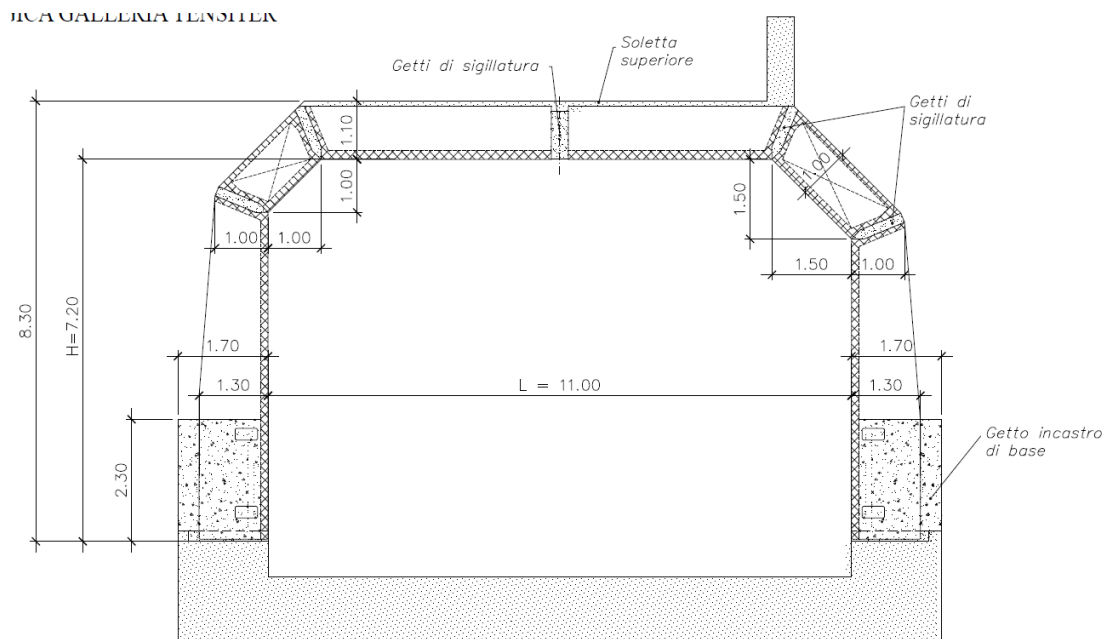 GALLERIA TENSITER
Soletta
superiore
Getti di sigillatura
Getti di
sigillatura
1.10
1.00
1.00
1.50
1.00
1.00
1.50
1.00
8.30
H=7.20
1.70
1.70
1.30
L = 11.00
1.30
2.30
Getto incastro
di base